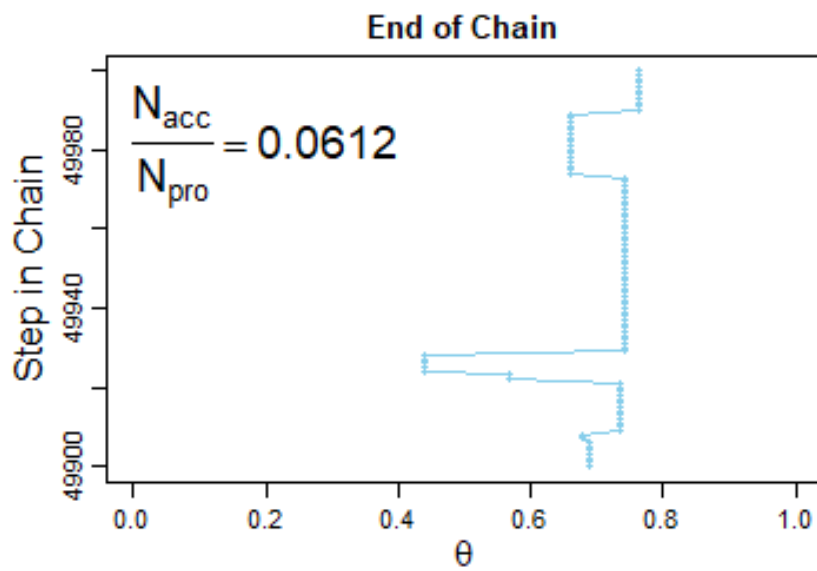 End of Chain
N_acc
N_pro
= 0.0612
Step in Chain
49900
49940
49980
0.0 0.2 0.4 0.6 0.8 1.0
θ